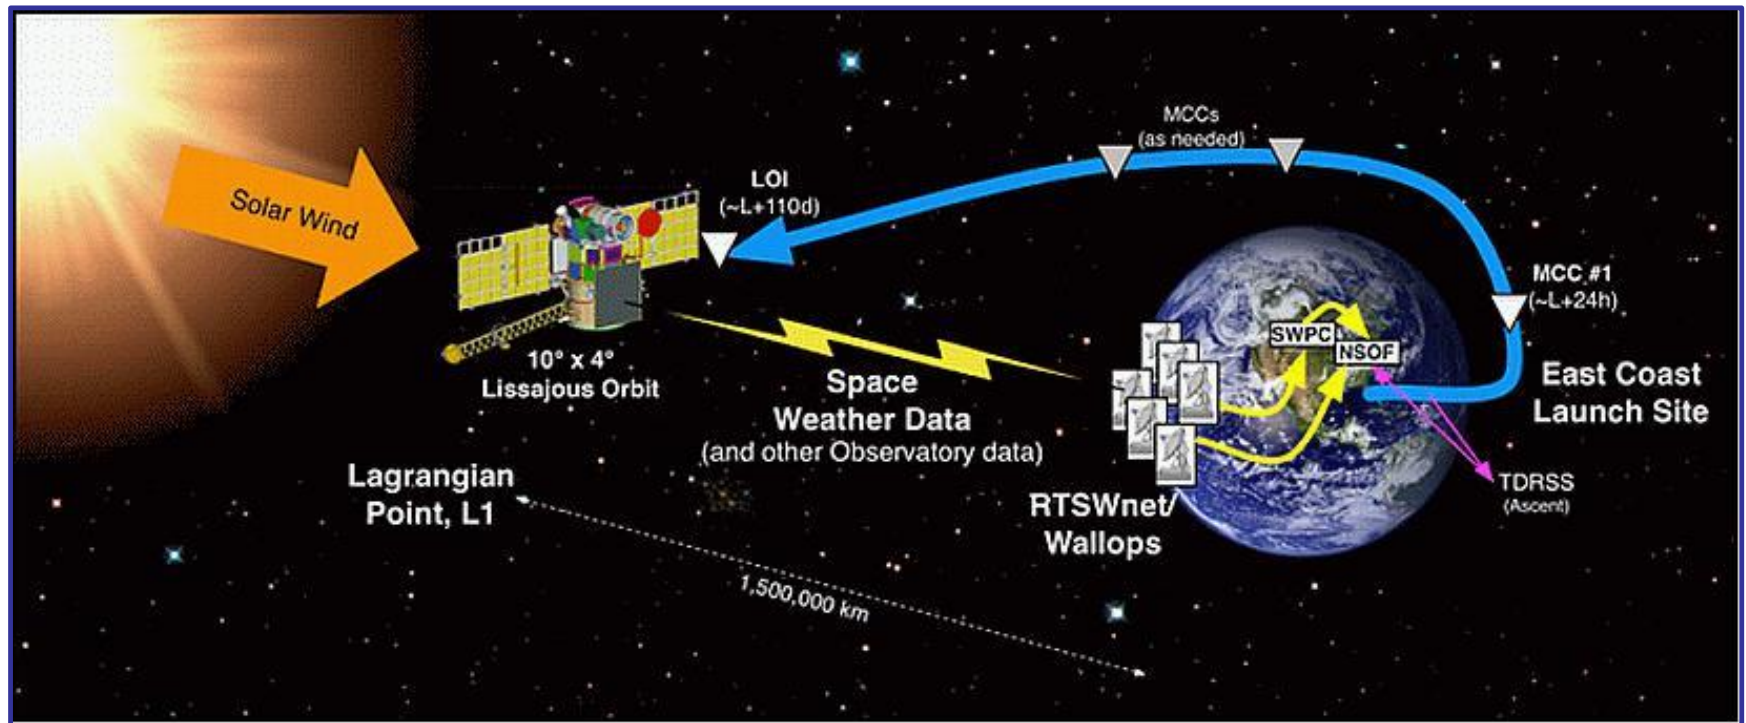 MCCs
(as needed)
LOI
(~L+110d)
Solar Wind
MCC #1
(~L+24h)
SWPC
NSOF
10° x 4°
Lissajous Orbit
Space
Weather Data
(and other Observatory data)
East Coast
Launch Site
Lagrangian
Point, L1
RTSWnet/
Wallops
TDRSS
(Ascent)
1,500,000 km